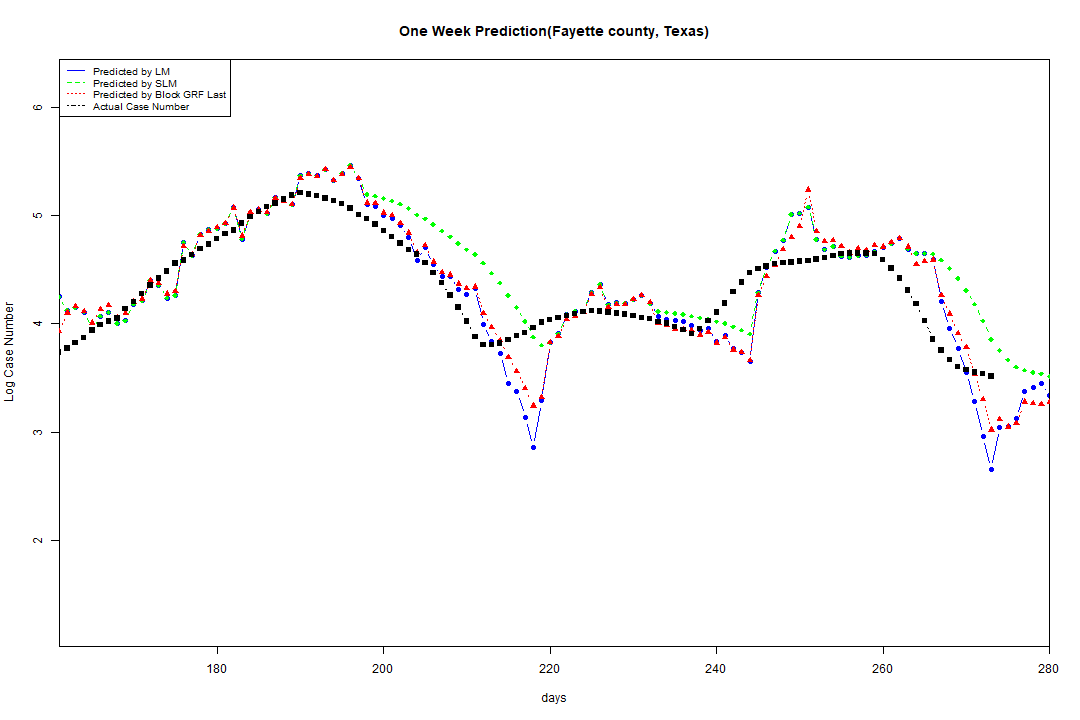 One Week Prediction(Fayette county, Texas)
Predicted by LM
Predicted by SLM
Predicted by Block GRF Last
Actual Case Number
Log Case Number
6
5
4
3
2
180 200 220 240 260 280
days